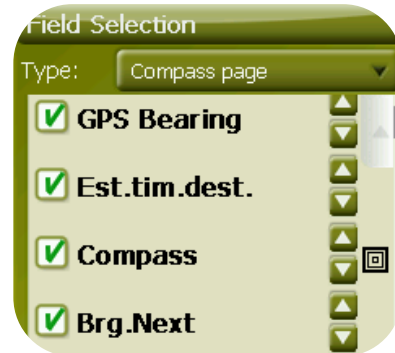 Field Selection
Type: Compass page
GPS Bearing
Est.tim.dest.
Compass
Brg.Next